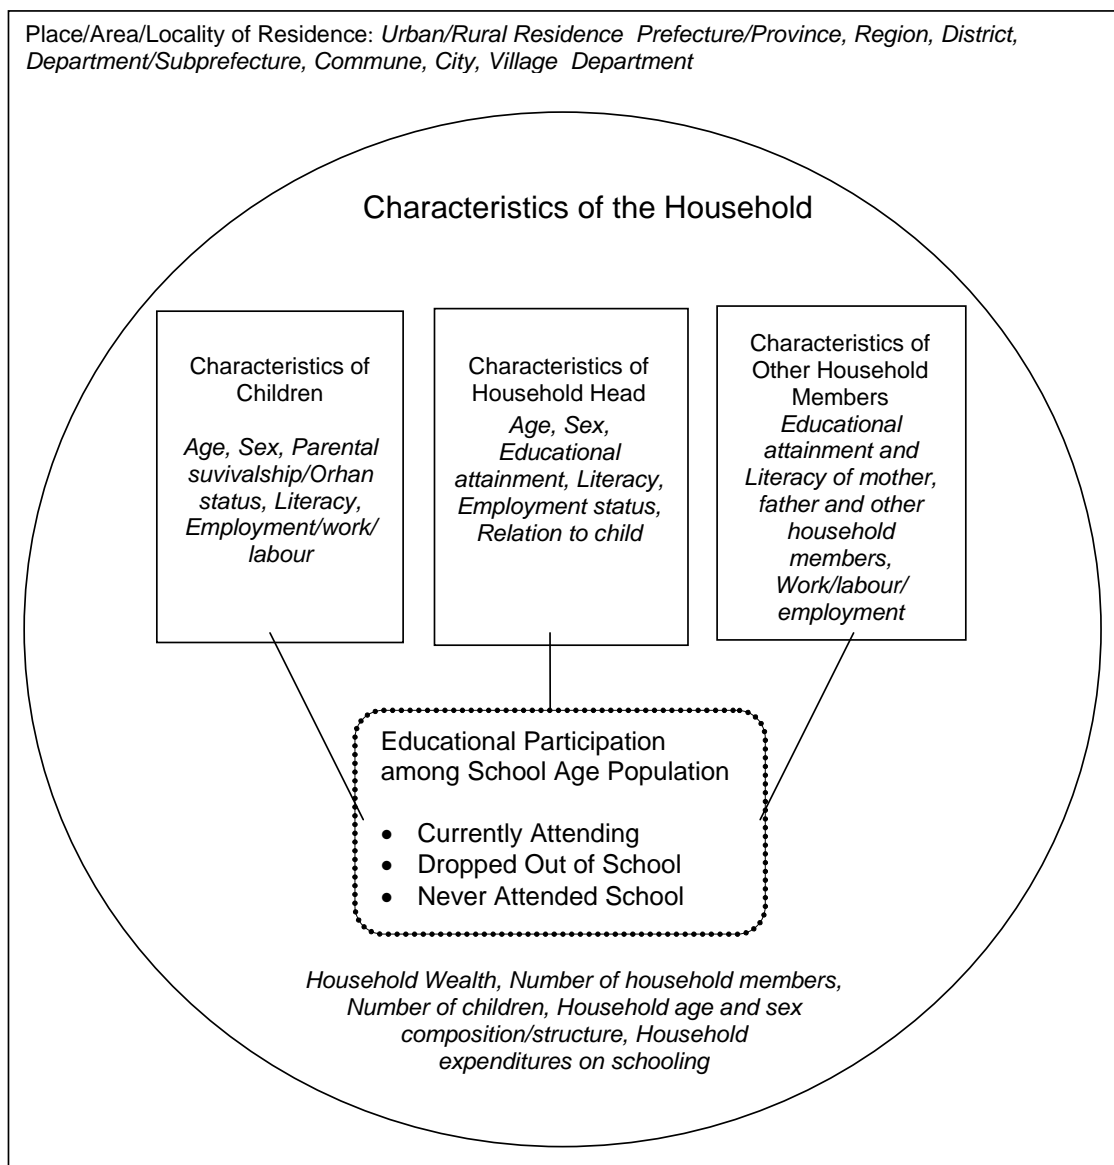 Place/Area/Locality of Residence: Urban/Rural Residence  Prefecture/Province, Region, District,
Department/Subprefecture, Commune, City, Village  Department
Characteristics of the Household
Characteristics of
Children
Age, Sex, Parental
suvivalship/Orhan
status, Literacy,
Employment/work/
labour
Characteristics of
Household Head
Age, Sex,
Educational
attainment, Literacy,
Employment status,
Relation to child
Characteristics of
Other Household
Members
Educational
attainment and
Literacy of mother,
father and other
household
members,
Work/labour/
employment
Educational Participation
among School Age Population
• Currently Attending
• Dropped Out of School
• Never Attended School
Household Wealth, Number of household members,
Number of children, Household age and sex
composition/structure, Household
expenditures on schooling